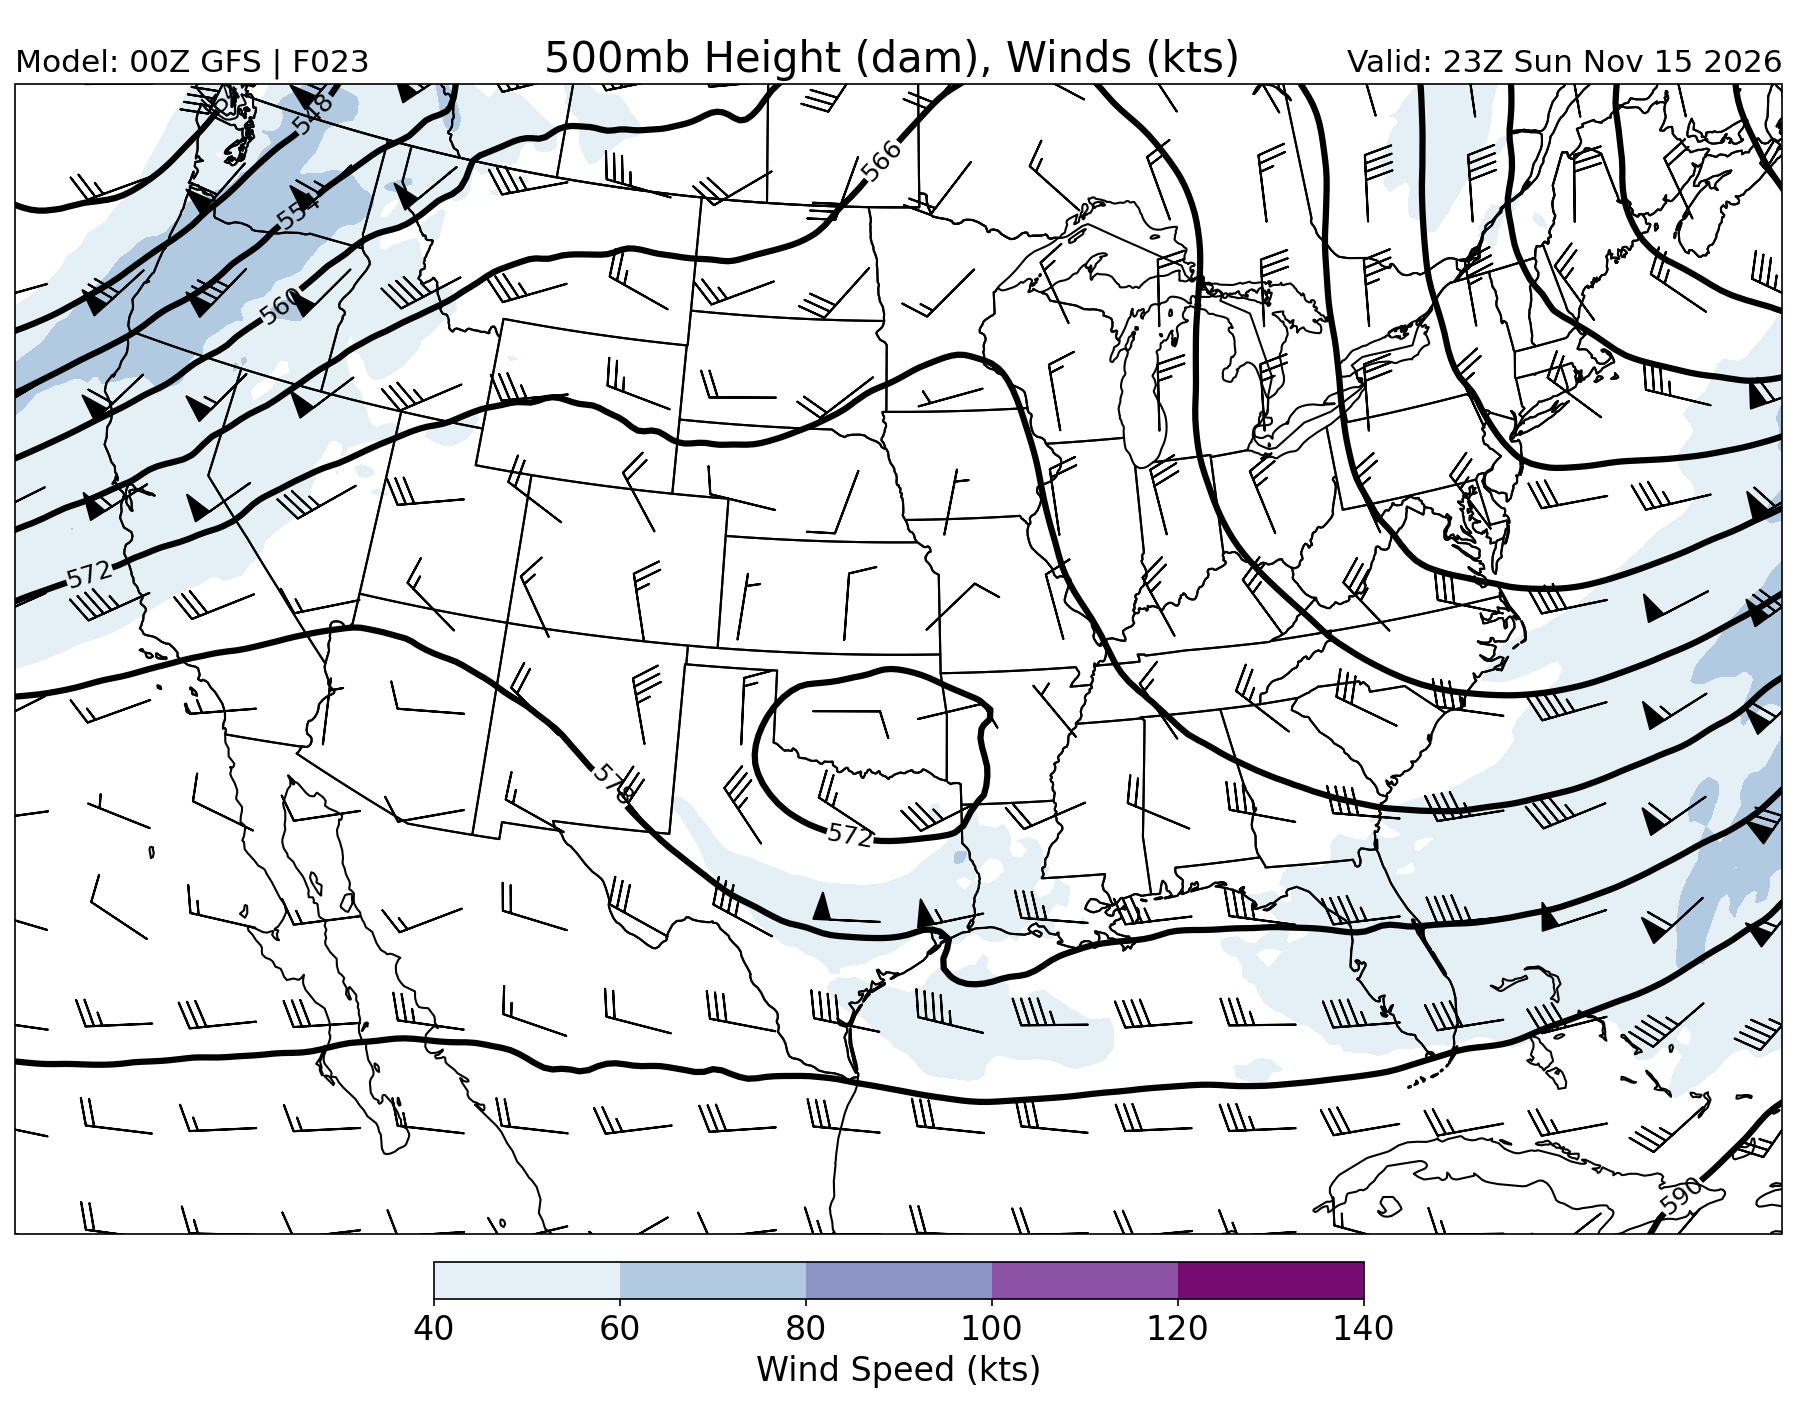 Model: 00Z GFS | F023
500mb Height (dam), Winds (kts)
Valid: 23Z Sun Nov 15 2026
548
566
554
560
572
578
572
590
40 60 80 100 120 140
Wind Speed (kts)